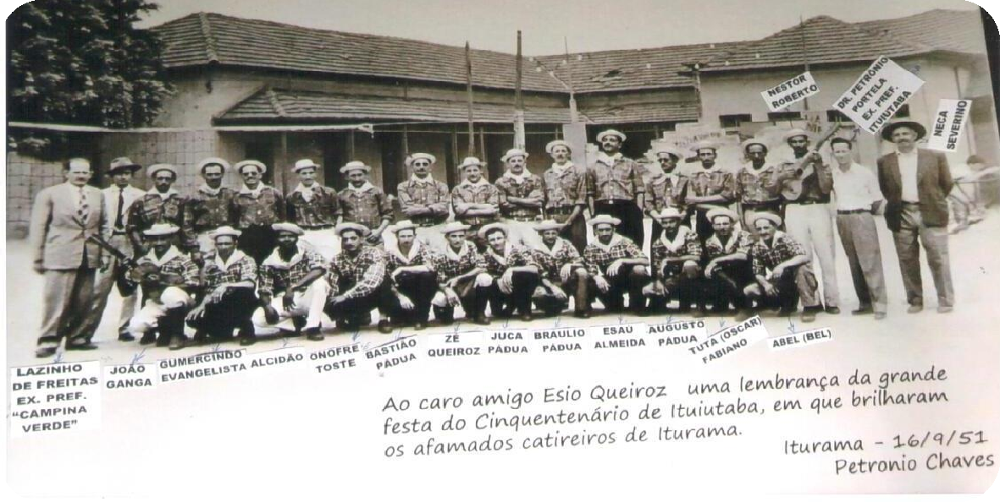 NESTOR
ROBERTO
DR. PETRONIO
PORTELA
EX. PREF.
ITUIUTABA
NECA
SEVERINO
LAZINHO
DE FREITAS
EX. PREF.
"CAMPINA
VERDE"
JOÃO
GANGA
GUMERCINDO
EVANGELISTA
ALCIDÃO
ONOFRE
TOSTE
BASTIÃO
PÁDUA
ZÉ
QUEIROZ
JUCA
PÁDUA
BRAULIO
PÁDUA
ESAÚ
ALMEIDA
AUGUSTO
PÁDUA
TUTA (OSCAR)
FABIANO
ABEL (BEL)
Ao caro amigo Esio Queiroz uma lembrança da grande
festa do Cinquentenário de Ituiutaba, em que brilharam
os afamados catireiros de Iturama.
Iturama - 16/9/51
Petronio Chaves